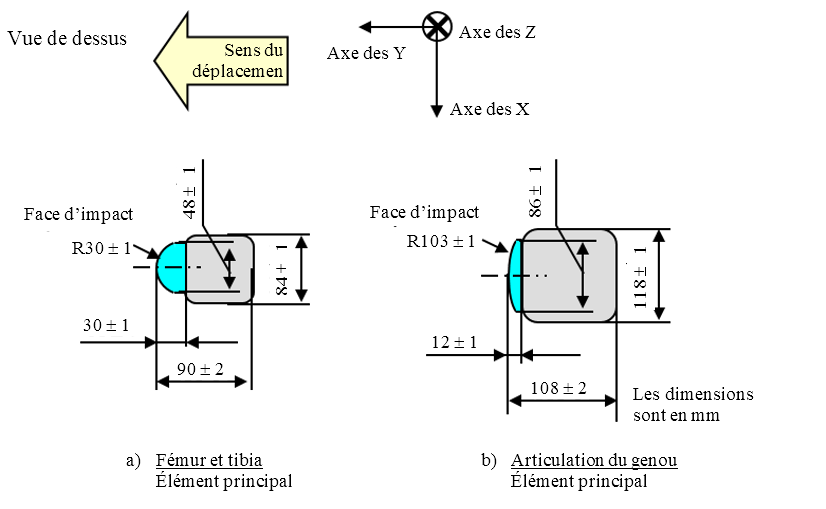 Vue de dessus
Sens du
déplacemen
Axe des Z
Axe des Y
Axe des X
48 ± 1
Face d’impact
R30 ± 1
84 ± 1
30 ± 1
90 ± 2
86 ± 1
Face d’impact
R103 ± 1
118 ± 1
12 ± 1
108 ± 2
Les dimensions
sont en mm
a) Fémur et tibia
Élément principal
b) Articulation du genou
Élément principal